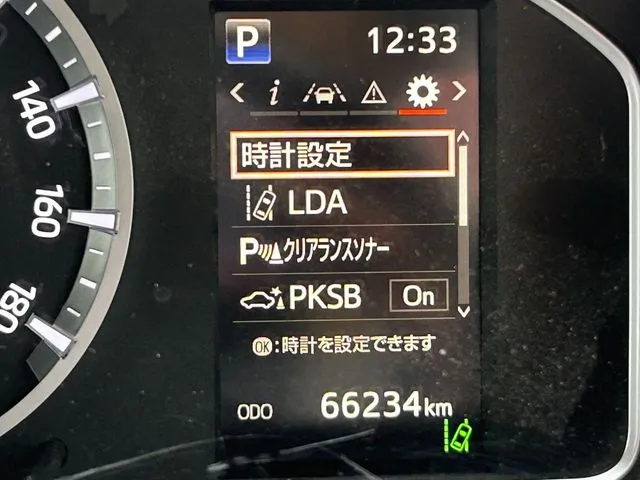 P 12:33
時計設定
LDA
Pクリアランスソナー
PKSB On
OK:時計を設定できます
ODO 66234km
140
160
180